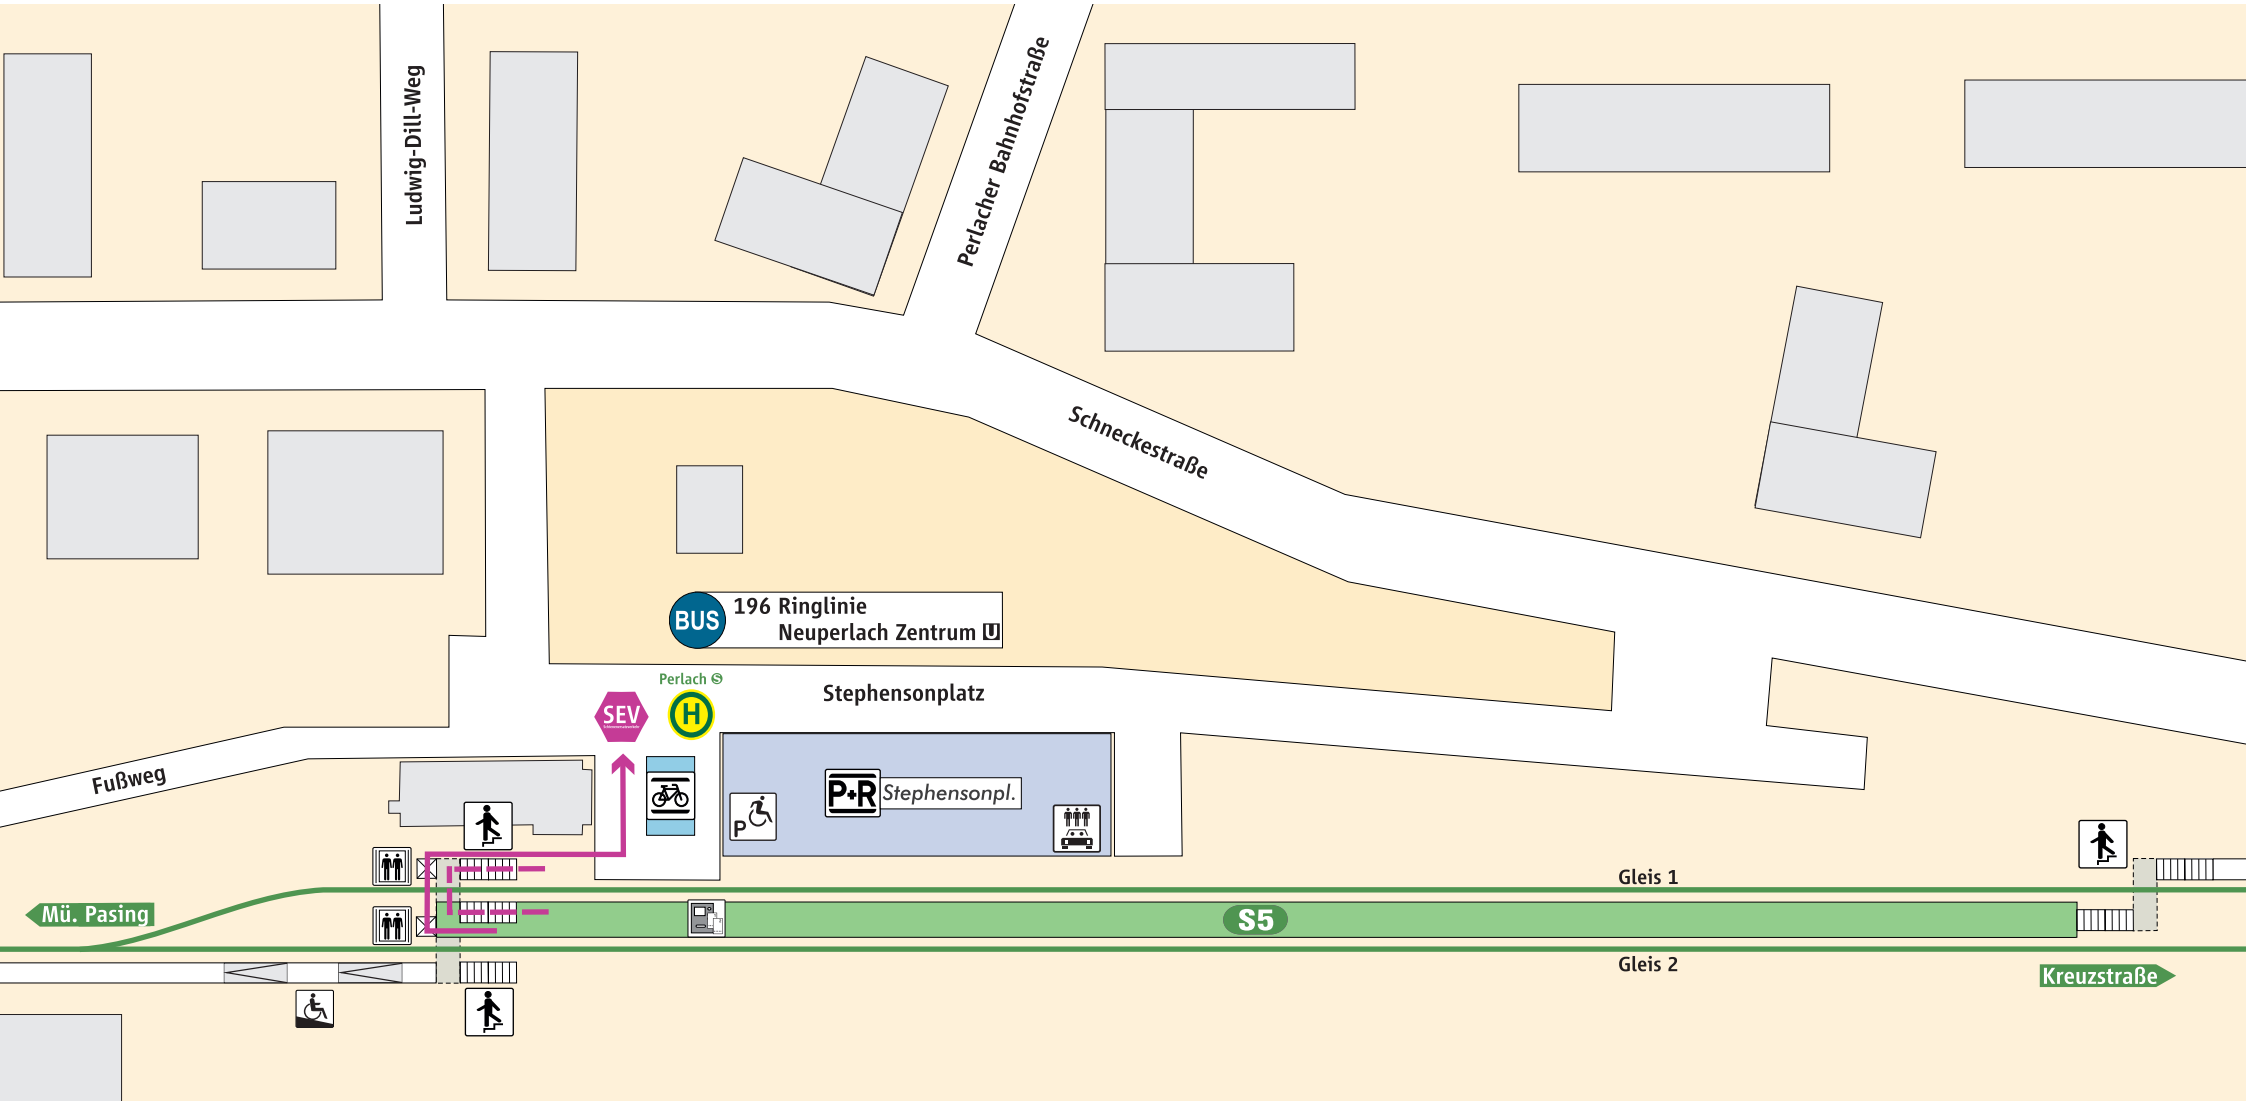 Ludwig-Dill-Weg
Perlacher Bahnhofstraße
Schneckestraße
BUS
196 Ringlinie
Neuperlach Zentrum U
Perlach S
SEV
H
Stephensonplatz
Fußweg
P+R Stephensonpl.
P
Gleis 1
Mü. Pasing
S5
Gleis 2
Kreuzstraße